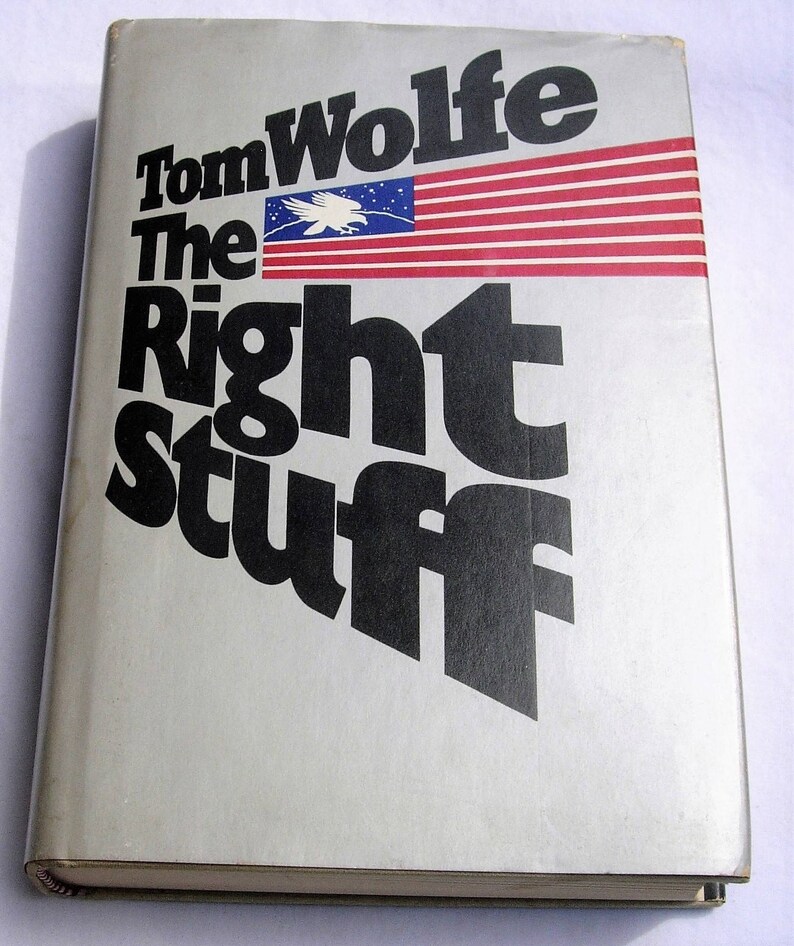 Tom Wolfe
The
Right
Stuff